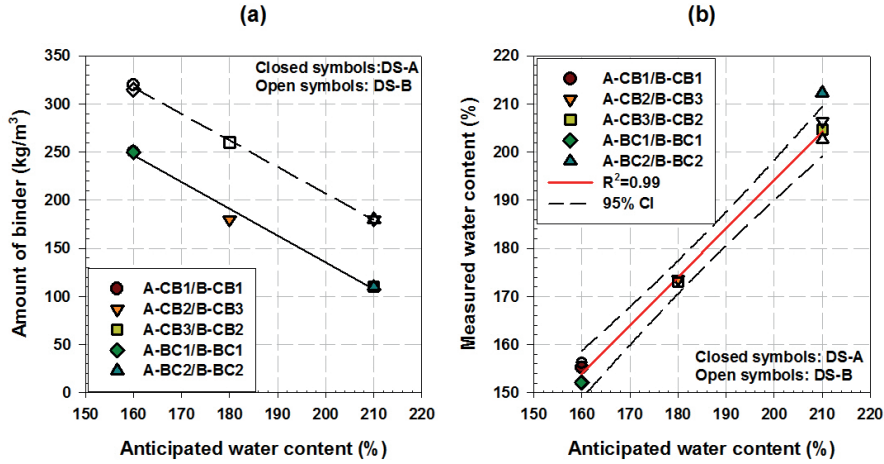 (a)
Amount of binder (kg/m³)
350
300
250
200
150
100
50
0
Closed symbols:DS-A
Open symbols: DS-B
A-CB1/B-CB1
A-CB2/B-CB3
A-CB3/B-CB2
A-BC1/B-BC1
A-BC2/B-BC2
150 160 170 180 190 200 210 220
Anticipated water content (%)
(b)
Measured water content (%)
220
210
200
190
180
170
160
150
A-CB1/B-CB1
A-CB2/B-CB3
A-CB3/B-CB2
A-BC1/B-BC1
A-BC2/B-BC2
R²=0.99
95% CI
Closed symbols: DS-A
Open symbols: DS-B
150 160 170 180 190 200 210 220
Anticipated water content (%)